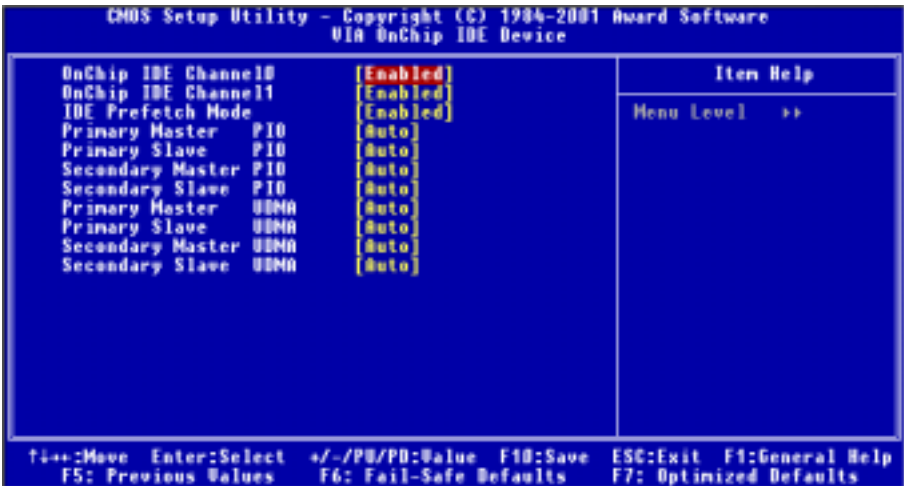 CMOS Setup Utility - Copyright (C) 1984-2001 Award Software
VIA OnChip IDE Device
OnChip IDE Channel0 [Enabled]
OnChip IDE Channel1 [Enabled]
IDE Prefetch Mode [Enabled]
Primary Master PIO [Auto]
Primary Slave PIO [Auto]
Secondary Master PIO [Auto]
Secondary Slave PIO [Auto]
Primary Master UDMA [Auto]
Primary Slave UDMA [Auto]
Secondary Master UDMA [Auto]
Secondary Slave UDMA [Auto]
Item Help
Menu Level ▸▸
↑↓→←:Move Enter:Select +/-/PU/PD:Value F10:Save ESC:Exit F1:General Help
F5: Previous Values F6: Fail-Safe Defaults F7: Optimized Defaults